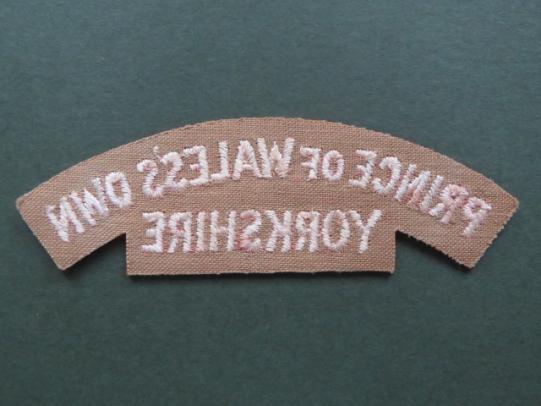 PRINCE OF WALES'S OWN
YORKSHIRE